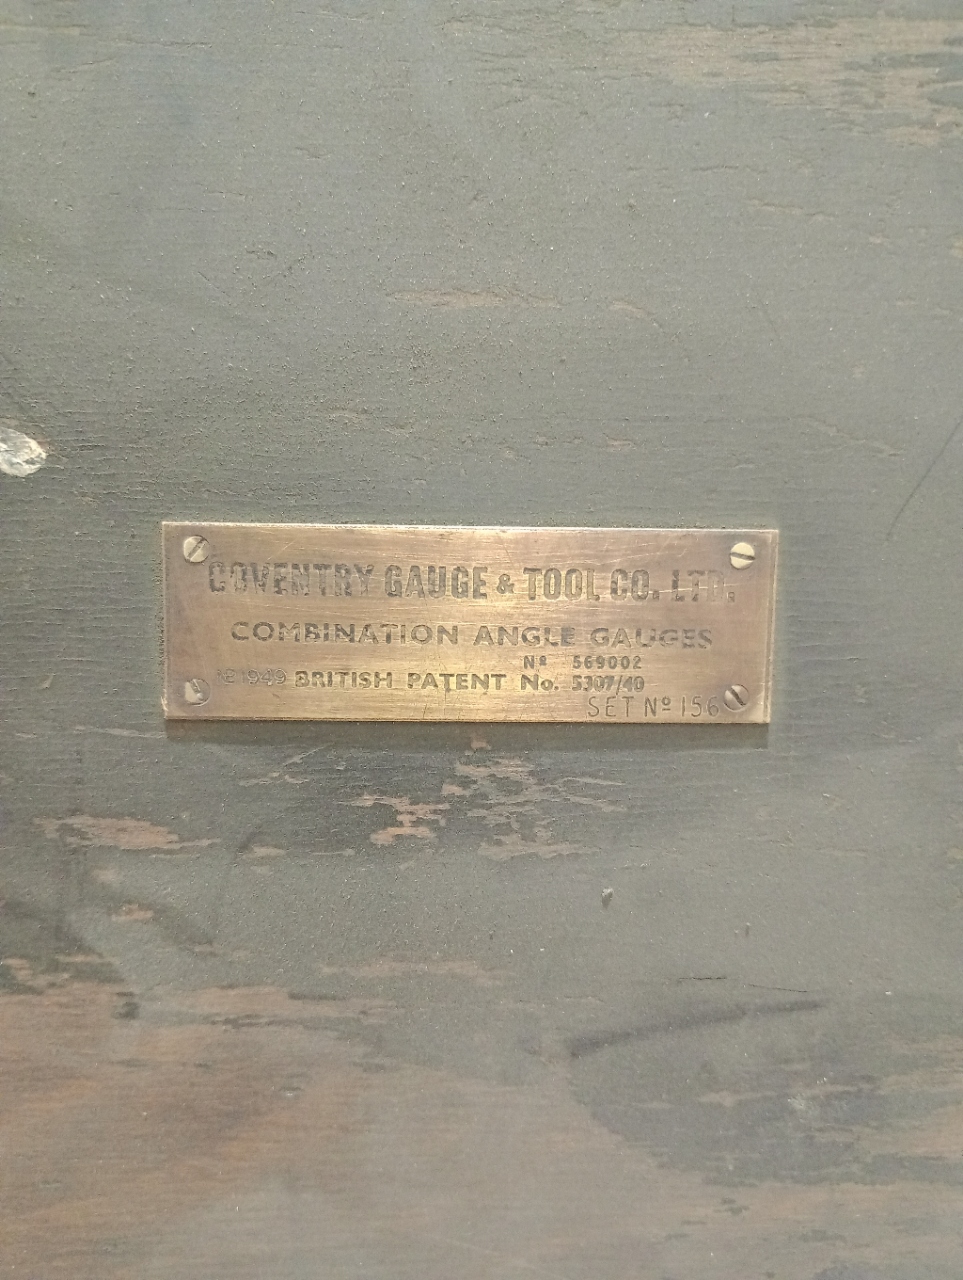 COVENTRY GAUGE & TOOL CO. LTD.
COMBINATION ANGLE GAUGES
Nº 569002
1949 BRITISH PATENT No. 5307/40
SET Nº 156